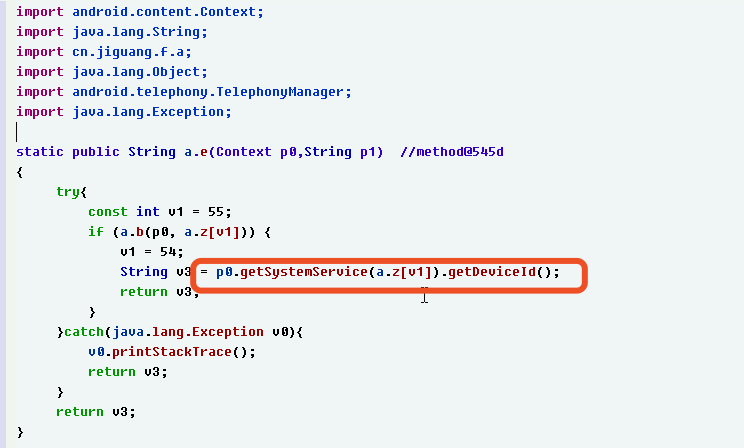 import android.content.Context;
import java.lang.String;
import cn.jiguang.f.a;
import java.lang.Object;
import android.telephony.TelephonyManager;
import java.lang.Exception;
static public String a.e(Context p0,String p1)  //method@545d
{
     try{
         const int v1 = 55;
         if (a.b(p0, a.z[v1])) {
             v1 = 54;
             String v3 = p0.getSystemService(a.z[v1]).getDeviceId();
             return v3;
         }
     }catch(java.lang.Exception v0){
         v0.printStackTrace();
         return v3;
     }
     return v3;
}